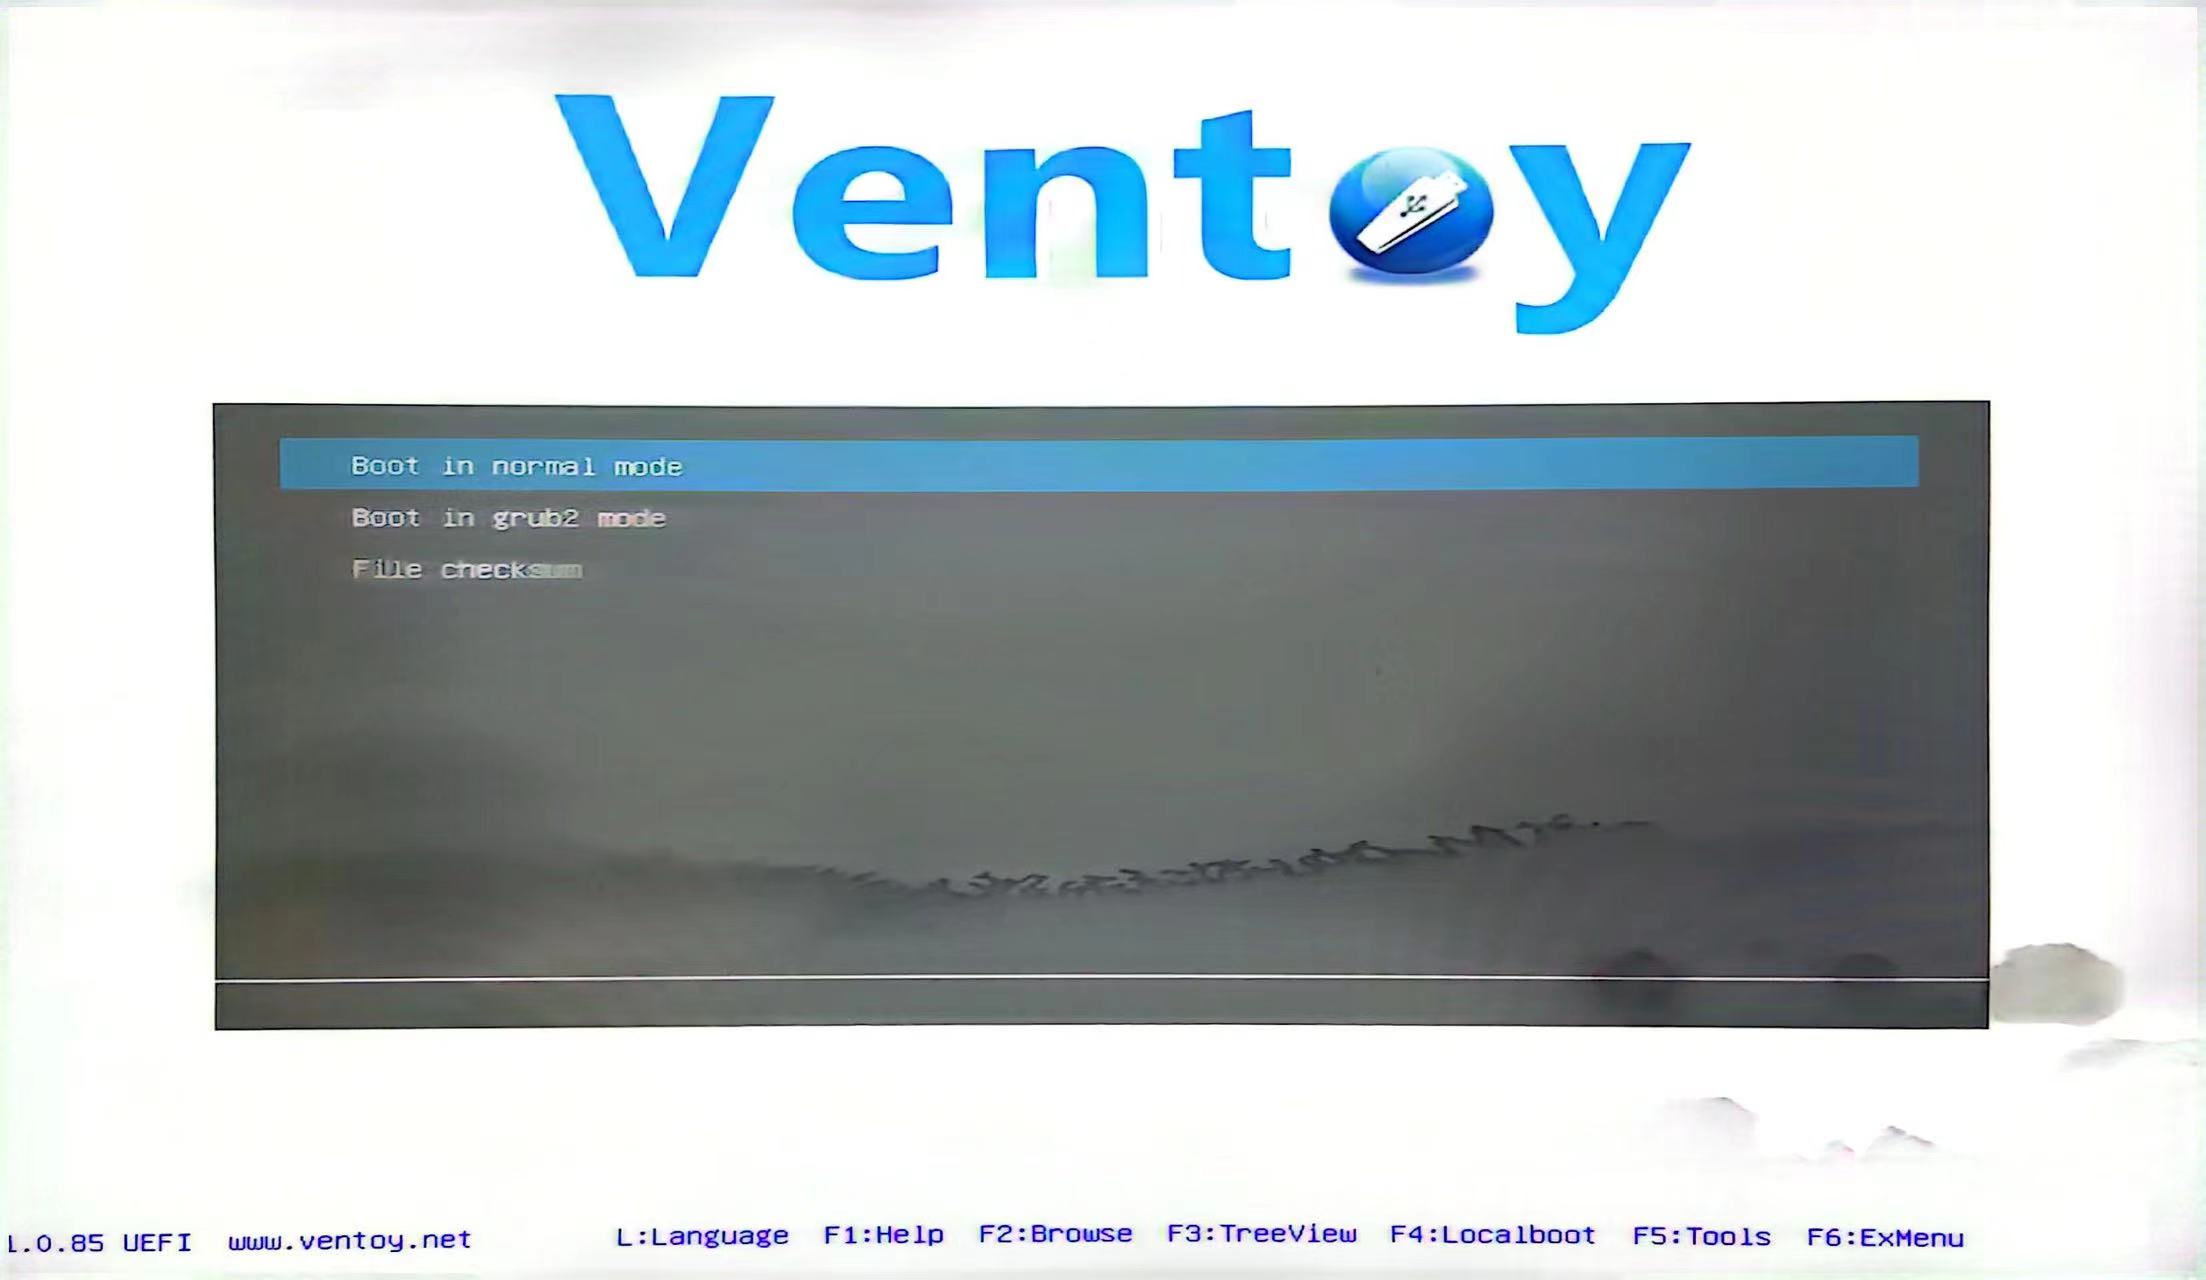 Ventoy
Boot in normal mode
Boot in grub2 mode
File checksum
1.0.85 UEFI www.ventoy.net L:Language F1:Help F2:Browse F3:TreeView F4:Localboot F5:Tools F6:ExMenu